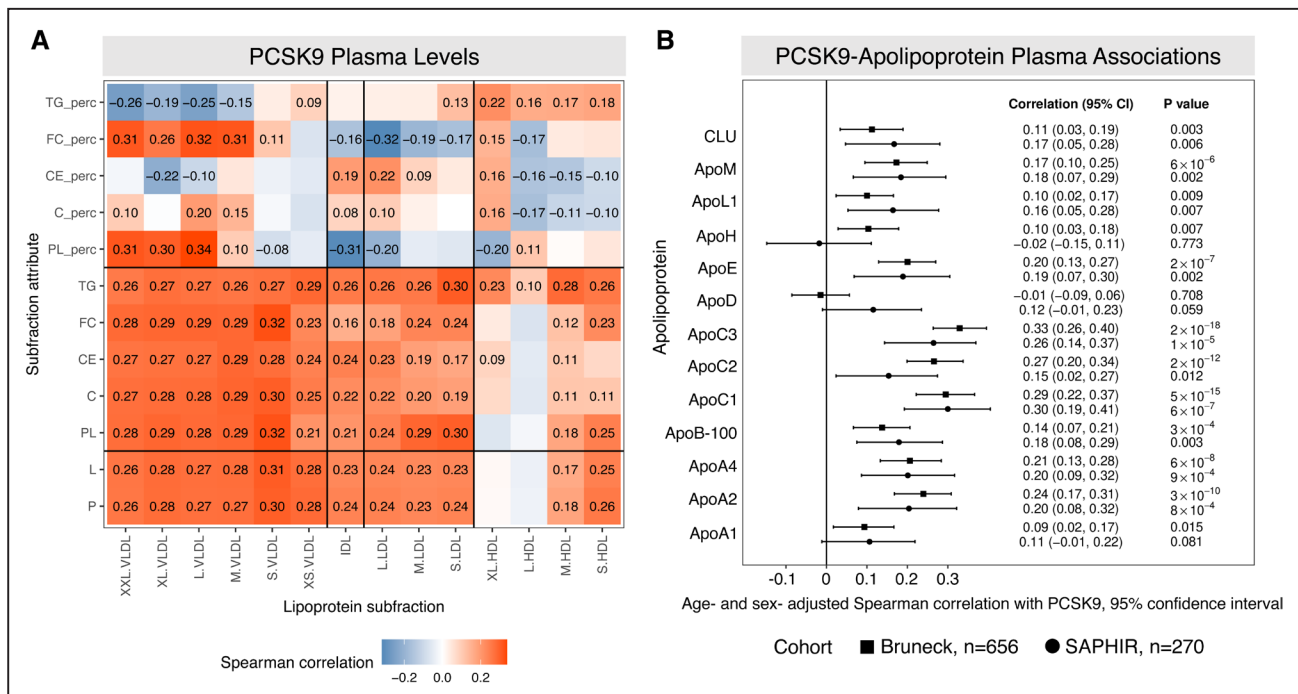 A
PCSK9 Plasma Levels
Subfraction attribute
TG_perc −0.26 −0.19 −0.25 −0.15 0.09 0.13 0.22 0.16 0.17 0.18
FC_perc 0.31 0.26 0.32 0.31 0.11 −0.16 −0.32 −0.19 −0.17 0.15 −0.17
CE_perc −0.22 −0.10 0.19 0.22 0.09 0.16 −0.16 −0.15 −0.10
C_perc 0.10 0.20 0.15 0.08 0.10 0.16 −0.17 −0.11 −0.10
PL_perc 0.31 0.30 0.34 0.10 −0.08 −0.31 −0.20 −0.20 0.11
TG 0.26 0.27 0.27 0.26 0.27 0.29 0.26 0.26 0.26 0.30 0.23 0.10 0.28 0.26
FC 0.28 0.29 0.29 0.29 0.32 0.23 0.16 0.18 0.24 0.24 0.12 0.23
CE 0.27 0.27 0.27 0.29 0.28 0.24 0.24 0.23 0.19 0.17 0.09 0.11
C 0.27 0.28 0.28 0.29 0.30 0.25 0.22 0.22 0.20 0.19 0.11 0.11
PL 0.28 0.29 0.28 0.29 0.32 0.21 0.21 0.24 0.29 0.30 0.18 0.25
L 0.26 0.28 0.27 0.28 0.31 0.28 0.23 0.24 0.23 0.23 0.17 0.25
P 0.26 0.28 0.27 0.27 0.30 0.28 0.24 0.24 0.23 0.24 0.18 0.26
XXL.VLDL XL.VLDL L.VLDL M.VLDL S.VLDL XS.VLDL IDL L.LDL M.LDL S.LDL XL.HDL L.HDL M.HDL S.HDL
Lipoprotein subfraction
Spearman correlation
−0.2 0.0 0.2
B
PCSK9-Apolipoprotein Plasma Associations
Correlation (95% CI) P value
Apolipoprotein
CLU
0.11 (0.03, 0.19) 0.003
0.17 (0.05, 0.28) 0.006
ApoM
0.17 (0.10, 0.25) 6×10⁻⁶
0.18 (0.07, 0.29) 0.002
ApoL1
0.10 (0.02, 0.17) 0.009
0.16 (0.05, 0.28) 0.007
ApoH
0.10 (0.03, 0.18) 0.007
−0.02 (−0.15, 0.11) 0.773
ApoE
0.20 (0.13, 0.27) 2×10⁻⁷
0.19 (0.07, 0.30) 0.002
ApoD
−0.01 (−0.09, 0.06) 0.708
0.12 (−0.01, 0.23) 0.059
ApoC3
0.33 (0.26, 0.40) 2×10⁻¹⁸
0.26 (0.14, 0.37) 1×10⁻⁵
ApoC2
0.27 (0.20, 0.34) 2×10⁻¹²
0.15 (0.02, 0.27) 0.012
ApoC1
0.29 (0.22, 0.37) 5×10⁻¹⁵
0.30 (0.19, 0.41) 6×10⁻⁷
ApoB-100
0.14 (0.07, 0.21) 3×10⁻⁴
0.18 (0.08, 0.29) 0.003
ApoA4
0.21 (0.13, 0.28) 6×10⁻⁸
0.20 (0.09, 0.32) 9×10⁻⁴
ApoA2
0.24 (0.17, 0.31) 3×10⁻¹⁰
0.20 (0.08, 0.32) 8×10⁻⁴
ApoA1
0.09 (0.02, 0.17) 0.015
0.11 (−0.01, 0.22) 0.081
-0.1 0 0.1 0.2 0.3
Age- and sex- adjusted Spearman correlation with PCSK9, 95% confidence interval
Cohort Bruneck, n=656 SAPHIR, n=270